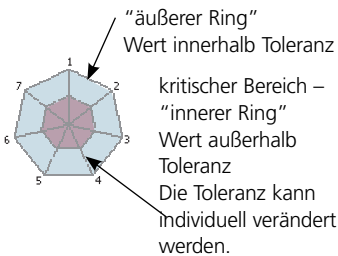 “äußerer Ring”
Wert innerhalb Toleranz
kritischer Bereich –
“innerer Ring”
Wert außerhalb
Toleranz
Die Toleranz kann
individuell verändert
werden.
1
2
3
4
5
6
7